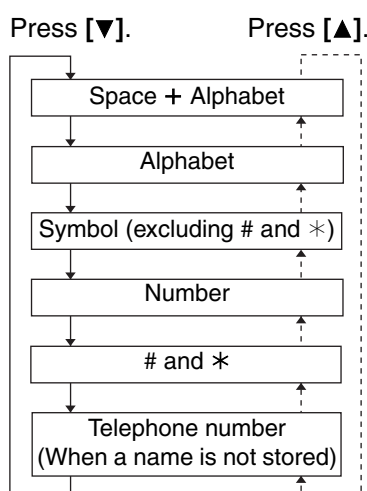 Press [▼]. Press [▲].
Space + Alphabet
Alphabet
Symbol (excluding # and ✳)
Number
# and ✳
Telephone number
(When a name is not stored)